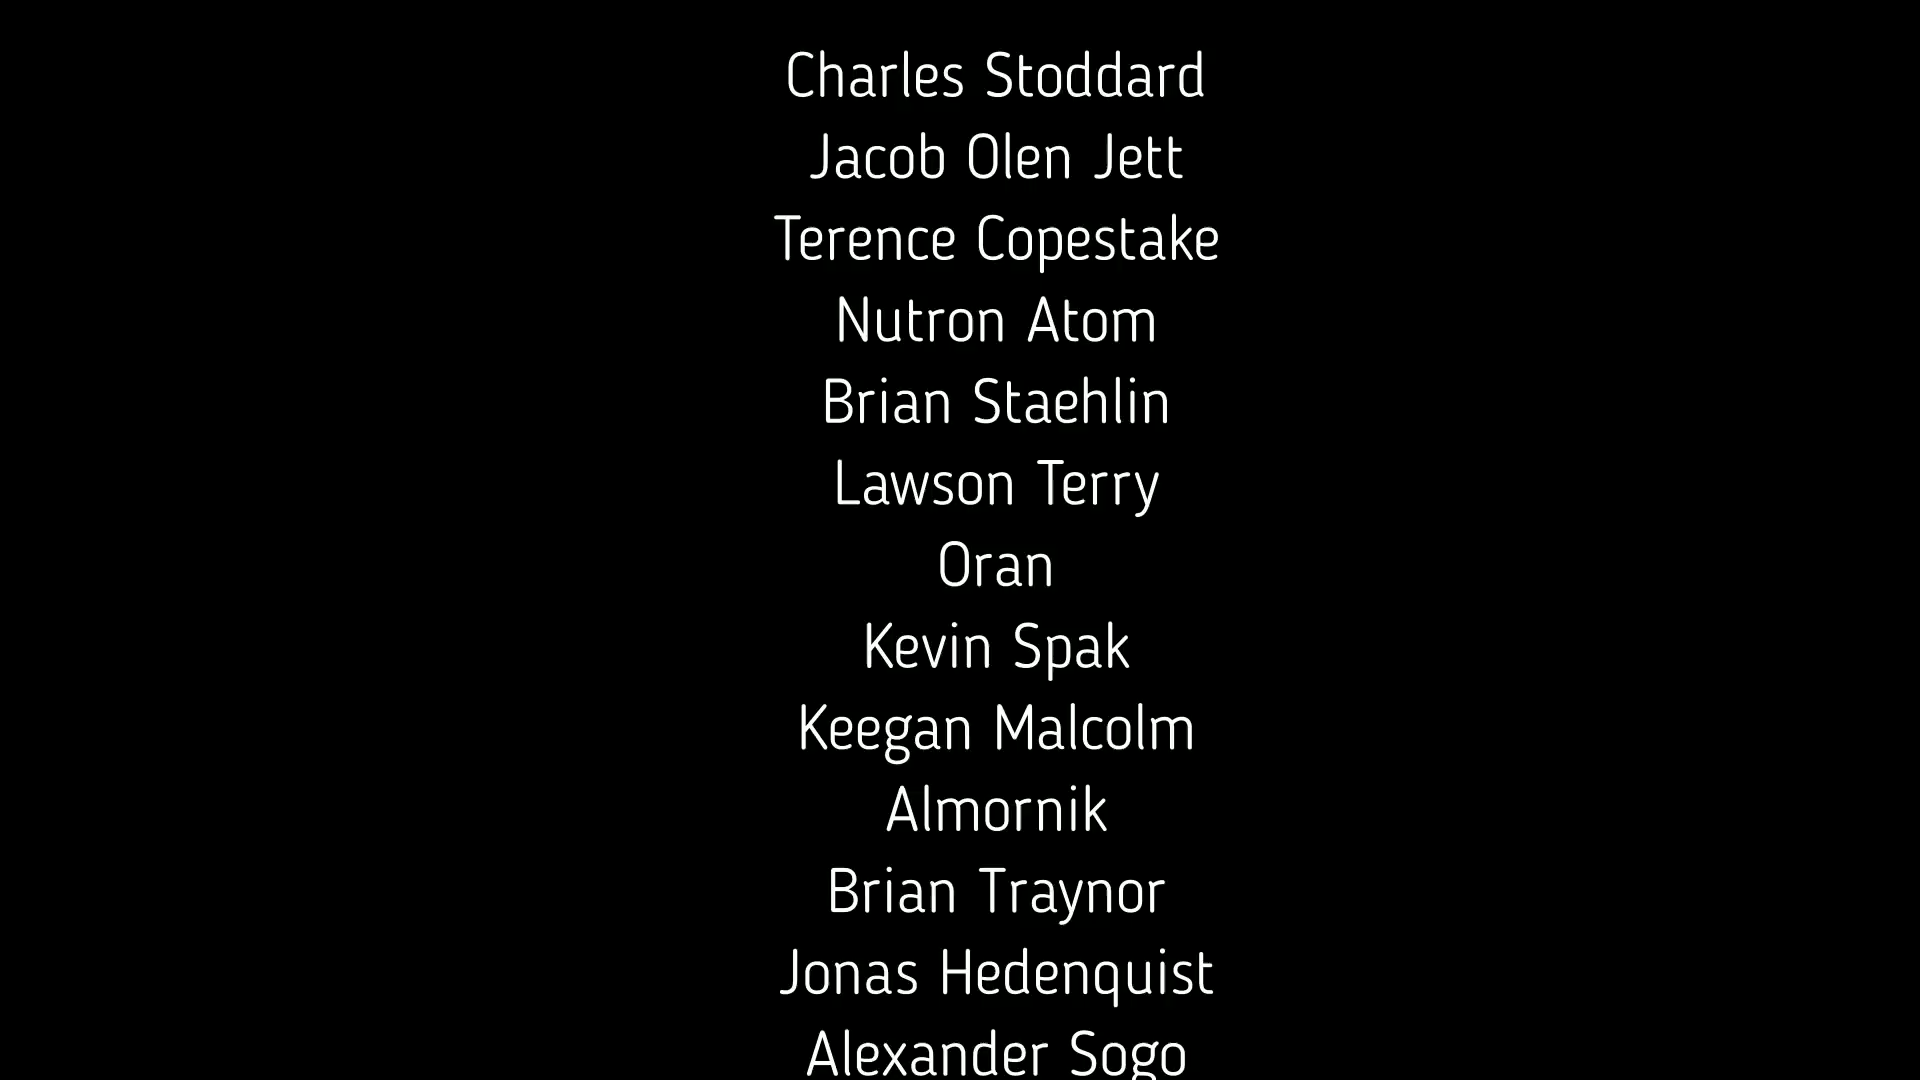 Charles Stoddard
Jacob Olen Jett
Terence Copestake
Nutron Atom
Brian Staehlin
Lawson Terry
Oran
Kevin Spak
Keegan Malcolm
Almornik
Brian Traynor
Jonas Hedenquist
Alexander Sogo